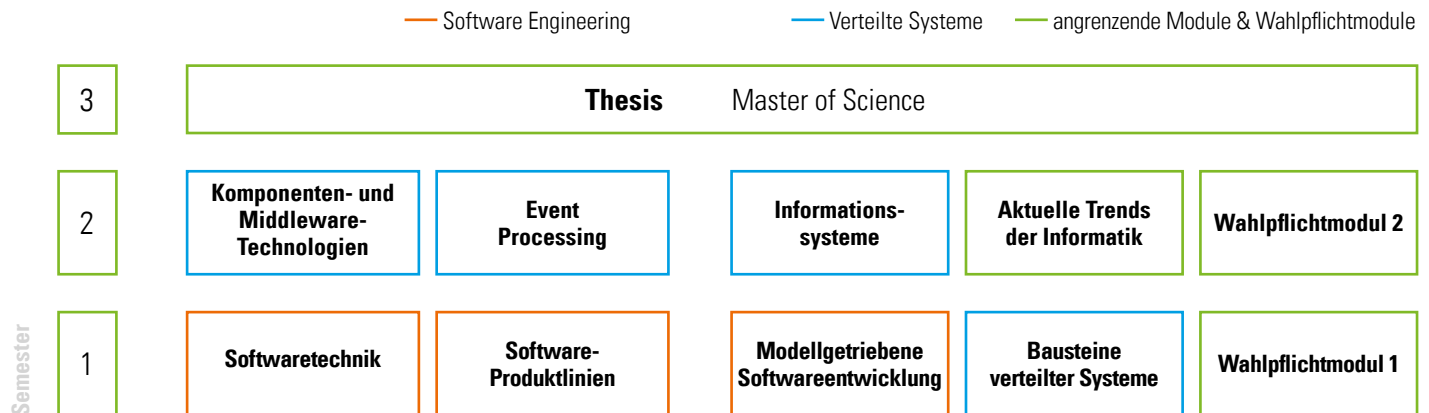 Software Engineering
Verteilte Systeme
angrenzende Module & Wahlpflichtmodule
3
Thesis Master of Science
2
Komponenten- und
Middleware-
Technologien
Event
Processing
Informations-
systeme
Aktuelle Trends
der Informatik
Wahlpflichtmodul 2
Semester
1
Softwaretechnik
Software-
Produktlinien
Modellgetriebene
Softwareentwicklung
Bausteine
verteilter Systeme
Wahlpflichtmodul 1